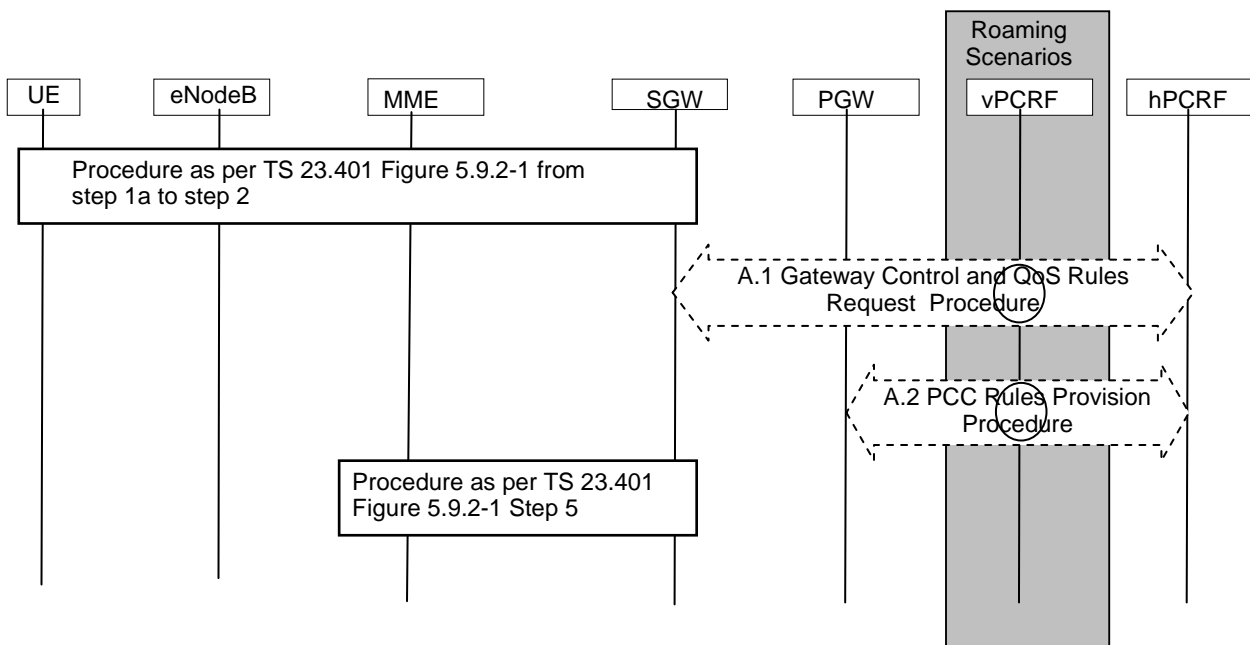 Roaming
Scenarios
UE
eNodeB
MME
SGW
PGW
vPCRF
hPCRF
Procedure as per TS 23.401 Figure 5.9.2-1 from
step 1a to step 2
A.1 Gateway Control and QoS Rules
Request Procedure
A.2 PCC Rules Provision
Procedure
Procedure as per TS 23.401
Figure 5.9.2-1 Step 5